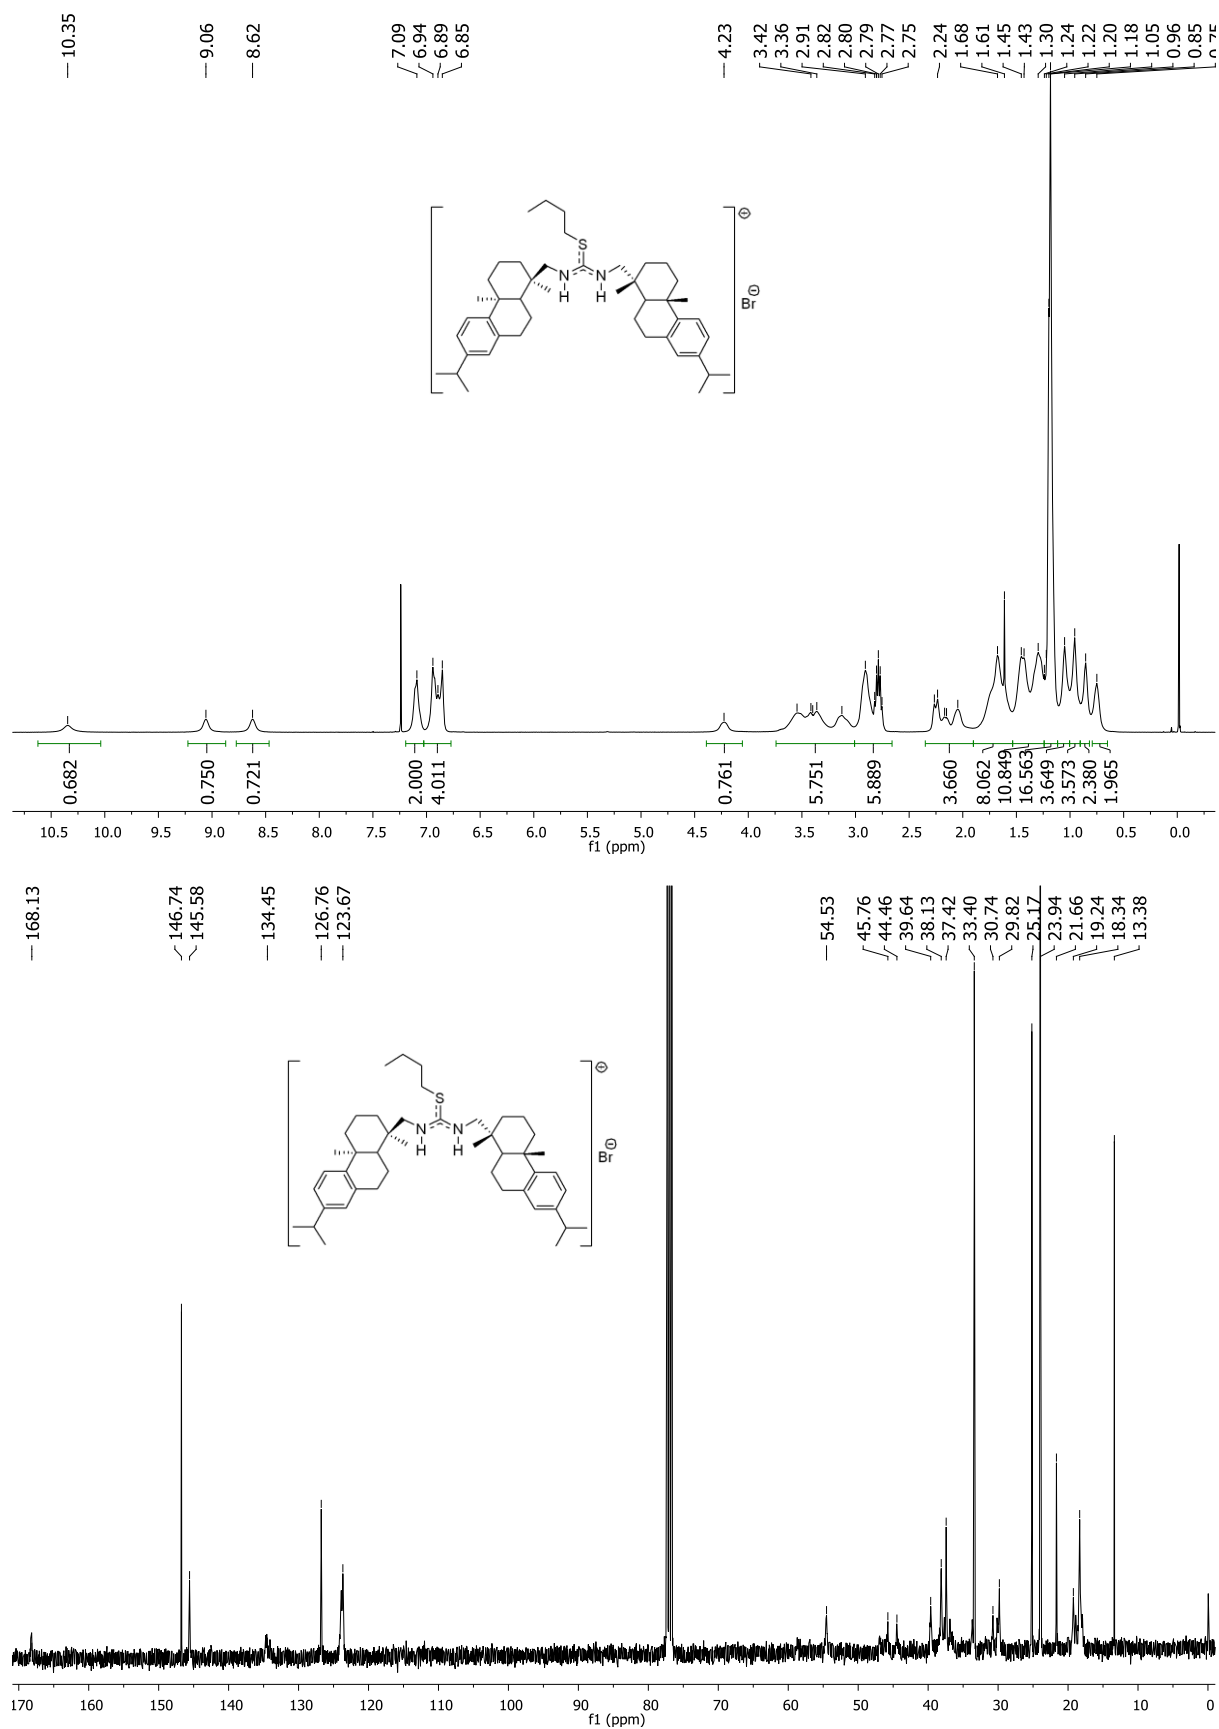 10.35 9.06 8.62 7.09 6.94 6.89 6.85 4.23 3.42 3.36 2.91 2.82 2.80 2.79 2.77 2.75 2.24 1.68 1.61 1.45 1.43 1.30 1.24 1.22 1.20 1.18 1.05 0.96 0.85 0.75
S
N N
H H
⊕
Br⊖
0.682 0.750 0.721 2.000 4.011 0.761 5.751 5.889 3.660 8.062 10.849 16.563 3.649 3.573 2.380 1.965
10.5 10.0 9.5 9.0 8.5 8.0 7.5 7.0 6.5 6.0 5.5 5.0 4.5 4.0 3.5 3.0 2.5 2.0 1.5 1.0 0.5 0.0
f1 (ppm)
168.13 146.74 145.58 134.45 126.76 123.67 54.53 45.76 44.46 39.64 38.13 37.42 33.40 30.74 29.82 25.17 23.94 21.66 19.24 18.34 13.38
S
N N
H H
⊕
Br⊖
170 160 150 140 130 120 110 100 90 80 70 60 50 40 30 20 10 0
f1 (ppm)